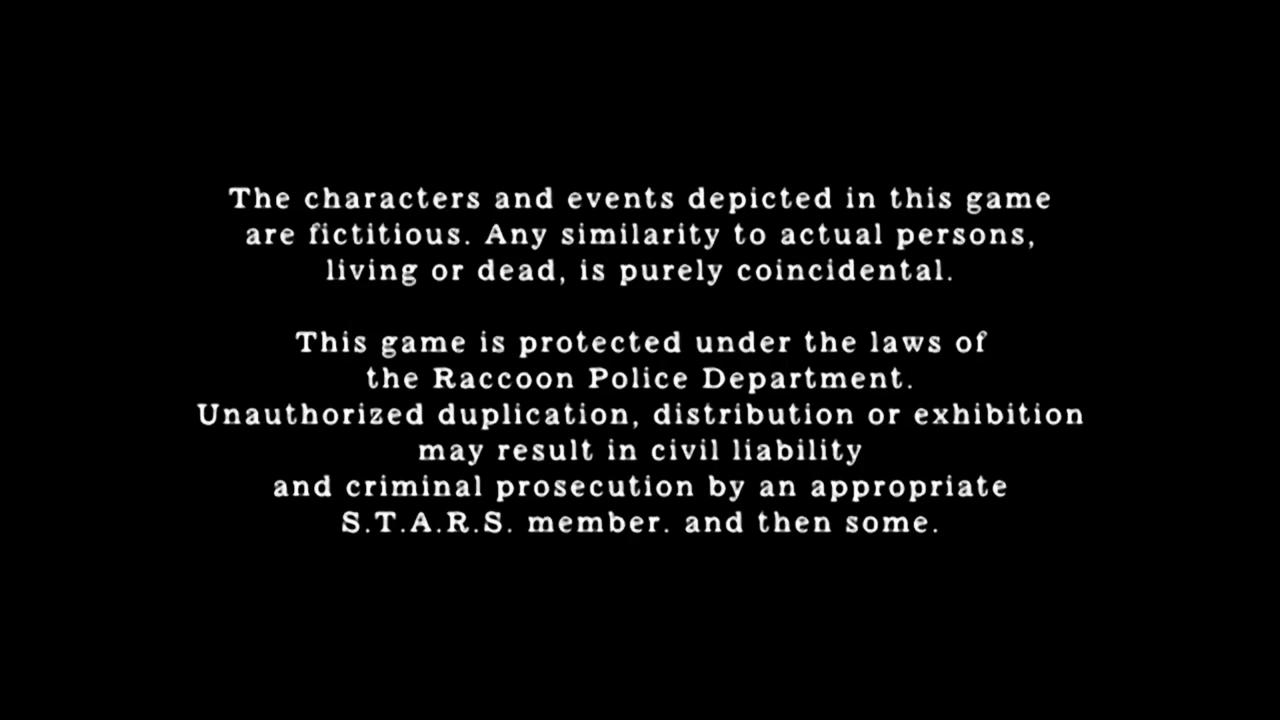 The characters and events depicted in this game
are fictitious. Any similarity to actual persons,
living or dead, is purely coincidental.
This game is protected under the laws of
the Raccoon Police Department.
Unauthorized duplication, distribution or exhibition
may result in civil liability
and criminal prosecution by an appropriate
S.T.A.R.S. member. and then some.